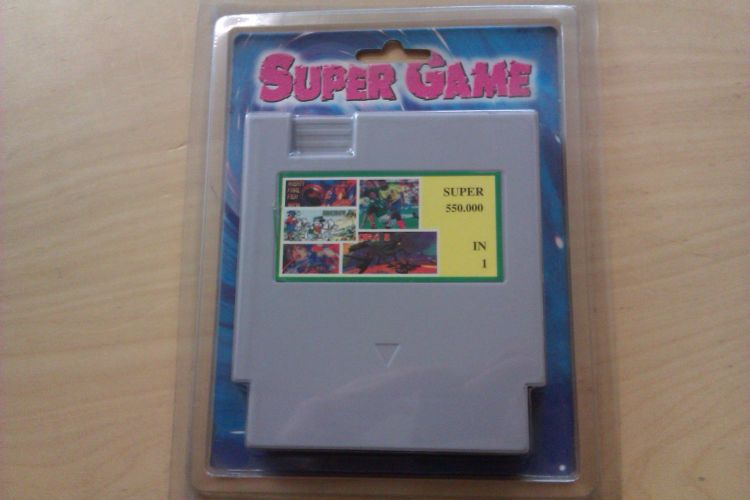 SUPER GAME
SUPER
550.000
IN
1